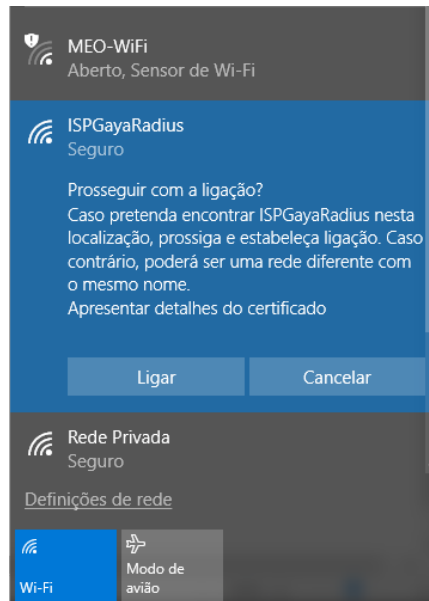 MEO-WiFi
Aberto, Sensor de Wi-Fi
ISPGayaRadius
Seguro
Prosseguir com a ligação?
Caso pretenda encontrar ISPGayaRadius nesta
localização, prossiga e estabeleça ligação. Caso
contrário, poderá ser uma rede diferente com
o mesmo nome.
Apresentar detalhes do certificado
Ligar
Cancelar
Rede Privada
Seguro
Definições de rede
Wi-Fi
Modo de
avião